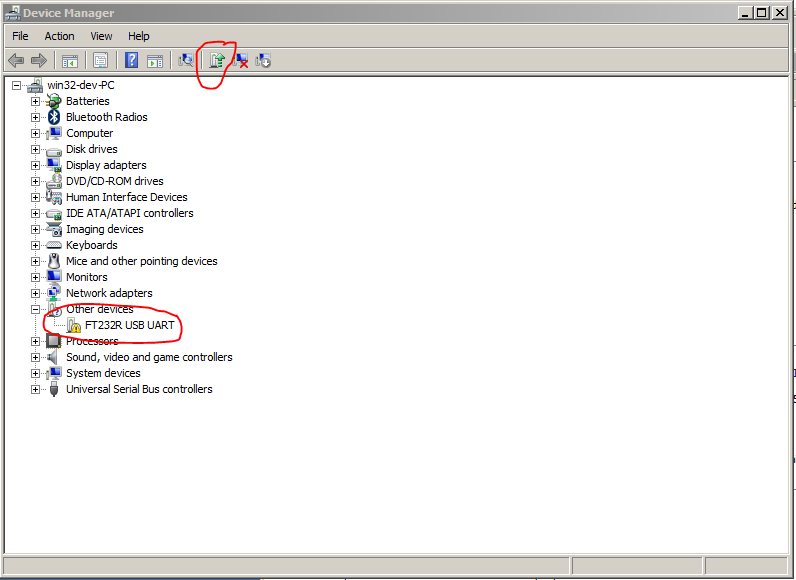 Device Manager
File Action View Help
win32-dev-PC
Batteries
Bluetooth Radios
Computer
Disk drives
Display adapters
DVD/CD-ROM drives
Human Interface Devices
IDE ATA/ATAPI controllers
Imaging devices
Keyboards
Mice and other pointing devices
Monitors
Network adapters
Other devices
FT232R USB UART
Processors
Sound, video and game controllers
System devices
Universal Serial Bus controllers